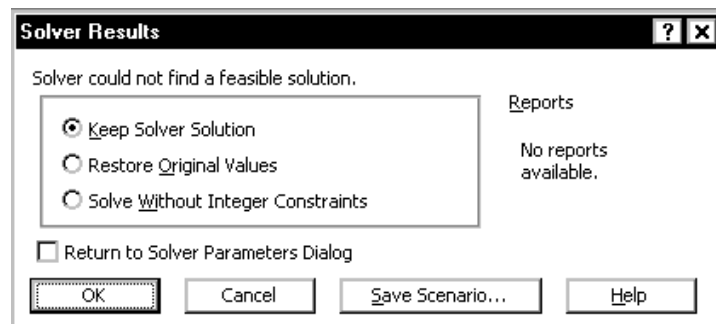 Solver Results
? X
Solver could not find a feasible solution.
Keep Solver Solution
Restore Original Values
Solve Without Integer Constraints
Reports
No reports
available.
Return to Solver Parameters Dialog
OK
Cancel
Save Scenario...
Help